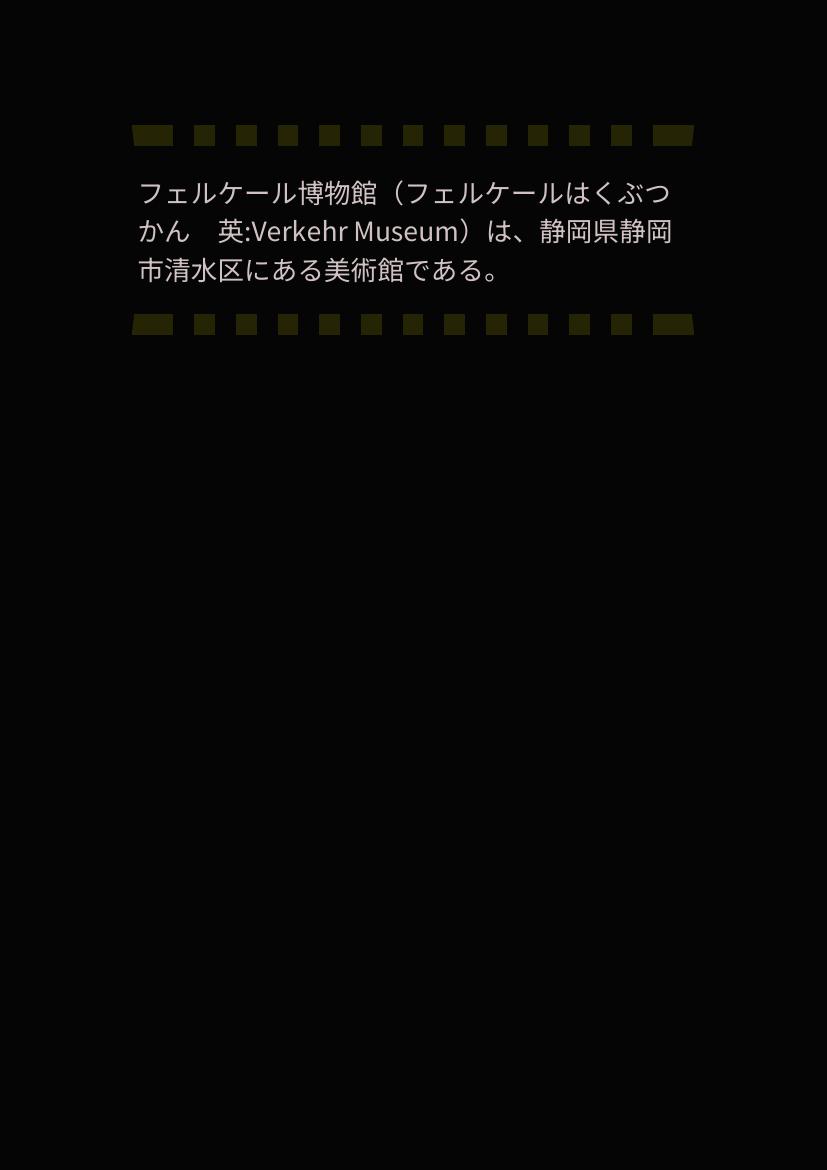 フェルケール博物館（フェルケールはくぶつ
かん　英:Verkehr Museum）は、静岡県静岡
市清水区にある美術館である。